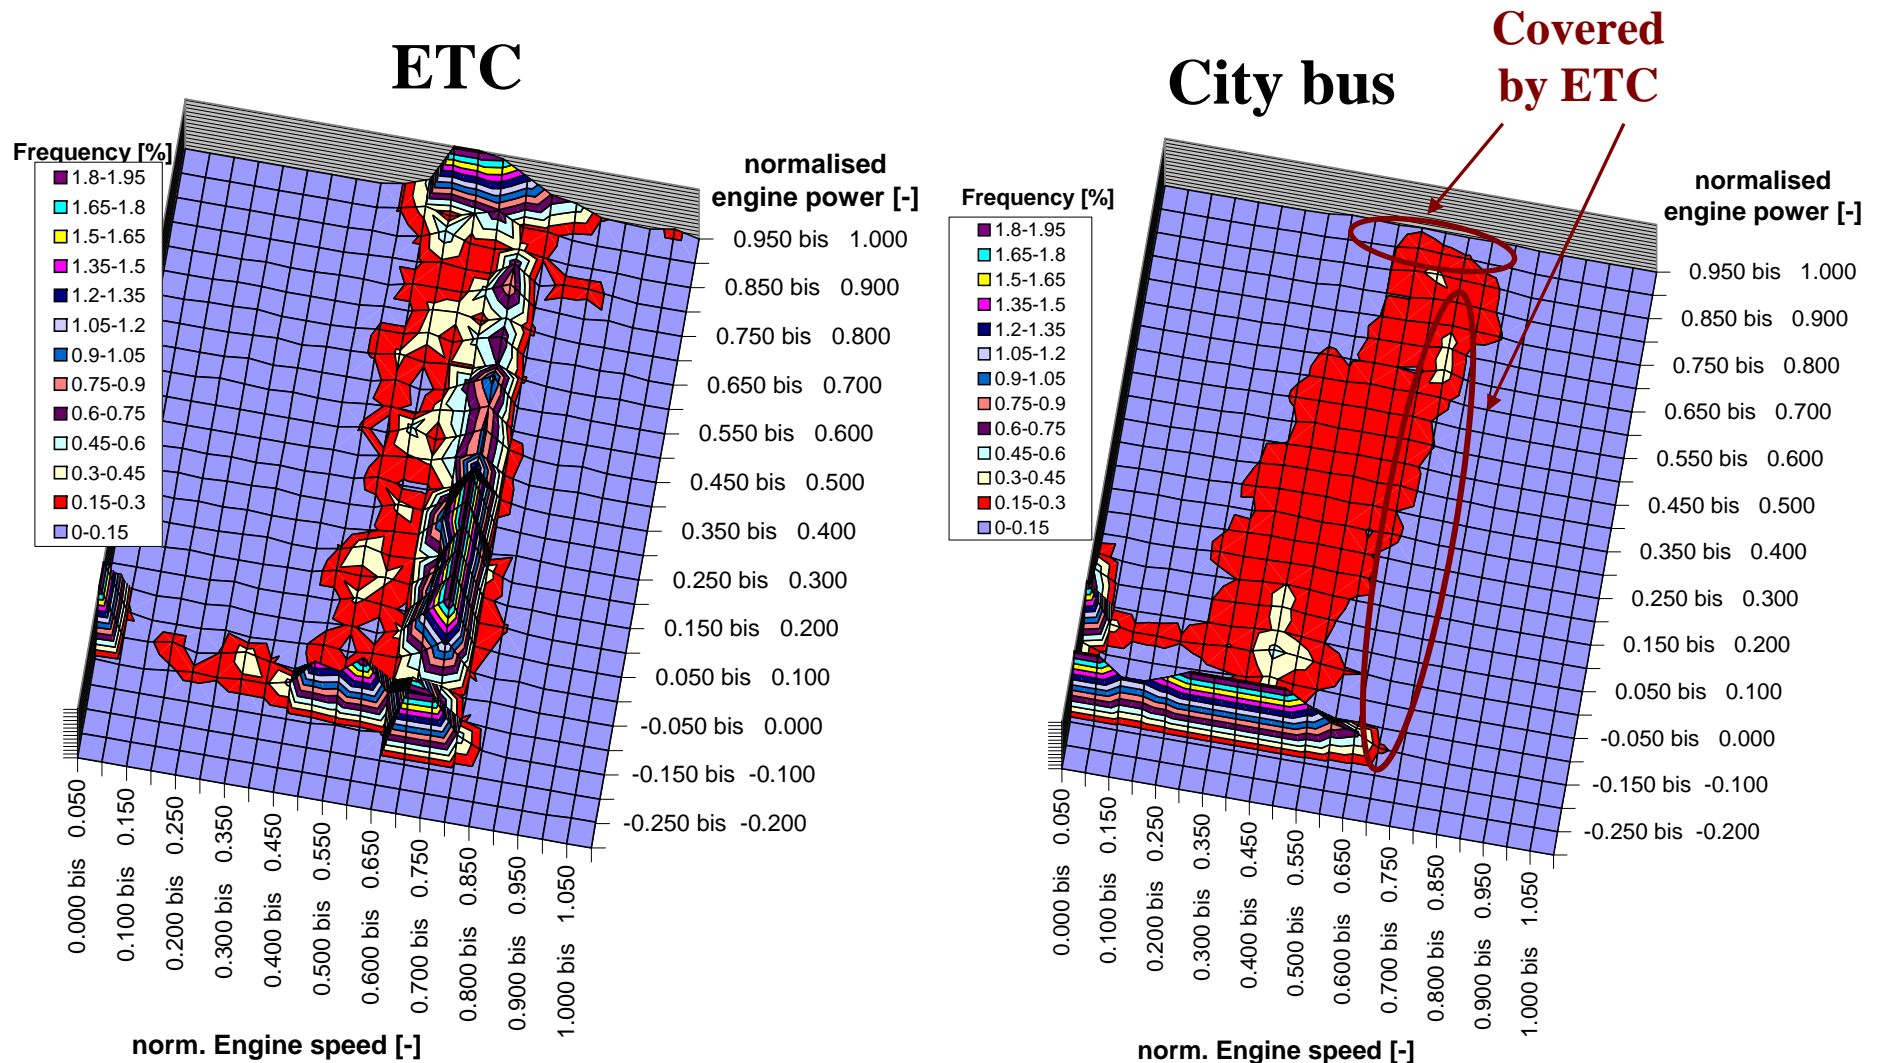 ETC
Frequency [%]
1.8-1.95
1.65-1.8
1.5-1.65
1.35-1.5
1.2-1.35
1.05-1.2
0.9-1.05
0.75-0.9
0.6-0.75
0.45-0.6
0.3-0.45
0.15-0.3
0-0.15
normalised
engine power [-]
0.950 bis 1.000
0.850 bis 0.900
0.750 bis 0.800
0.650 bis 0.700
0.550 bis 0.600
0.450 bis 0.500
0.350 bis 0.400
0.250 bis 0.300
0.150 bis 0.200
0.050 bis 0.100
-0.050 bis 0.000
-0.150 bis -0.100
-0.250 bis -0.200
0.000 bis 0.050
0.100 bis 0.150
0.200 bis 0.250
0.300 bis 0.350
0.400 bis 0.450
0.500 bis 0.550
0.600 bis 0.650
0.700 bis 0.750
0.800 bis 0.850
0.900 bis 0.950
1.000 bis 1.050
norm. Engine speed [-]
City bus
Covered
by ETC
Frequency [%]
1.8-1.95
1.65-1.8
1.5-1.65
1.35-1.5
1.2-1.35
1.05-1.2
0.9-1.05
0.75-0.9
0.6-0.75
0.45-0.6
0.3-0.45
0.15-0.3
0-0.15
normalised
engine power [-]
0.950 bis 1.000
0.850 bis 0.900
0.750 bis 0.800
0.650 bis 0.700
0.550 bis 0.600
0.450 bis 0.500
0.350 bis 0.400
0.250 bis 0.300
0.150 bis 0.200
0.050 bis 0.100
-0.050 bis 0.000
-0.150 bis -0.100
-0.250 bis -0.200
0.000 bis 0.050
0.100 bis 0.150
0.200 bis 0.250
0.300 bis 0.350
0.400 bis 0.450
0.500 bis 0.550
0.600 bis 0.650
0.700 bis 0.750
0.800 bis 0.850
0.900 bis 0.950
1.000 bis 1.050
norm. Engine speed [-]